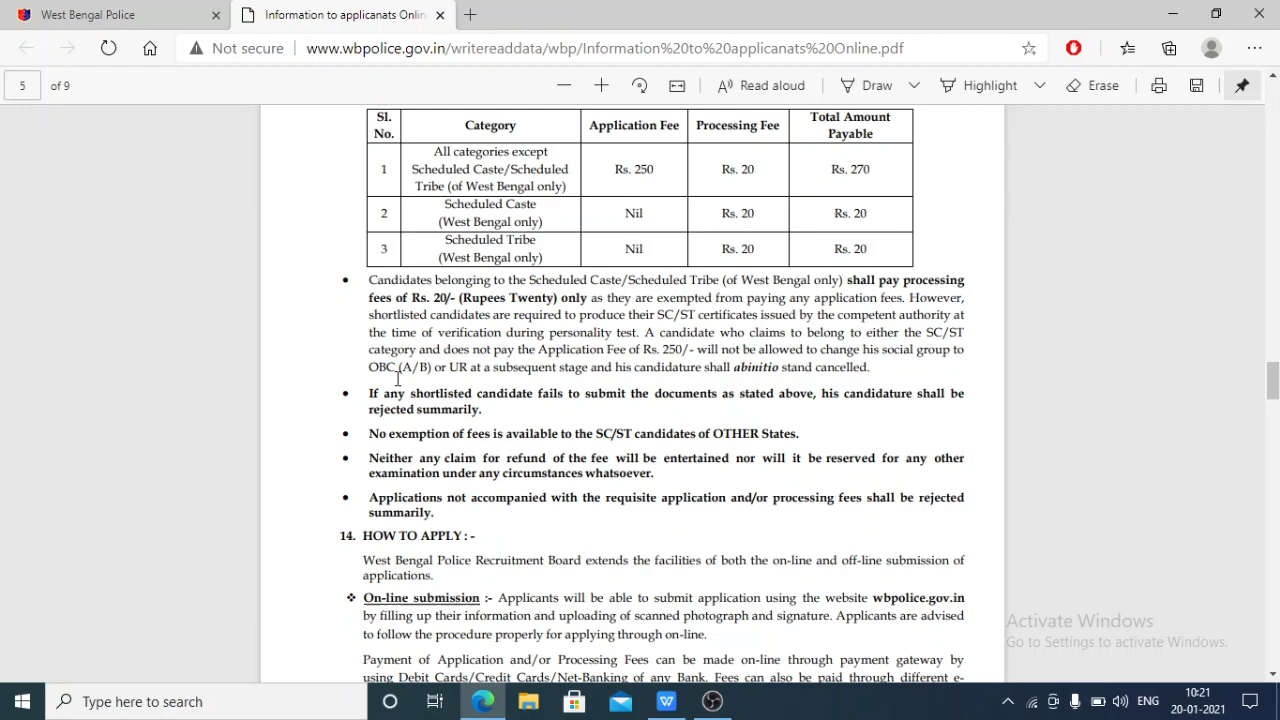 West Bengal Police
Information to applicanats Onlin
Not secure
www.wbpolice.gov.in/writereaddata/wbp/Information%20to%20applicanats%20Online.pdf
5 of 9
Read aloud
Draw
Highlight
Erase
Sl. No. Category Application Fee Processing Fee Total Amount Payable
1 All categories except Scheduled Caste/Scheduled Tribe (of West Bengal only) Rs. 250 Rs. 20 Rs. 270
2 Scheduled Caste (West Bengal only) Nil Rs. 20 Rs. 20
3 Scheduled Tribe (West Bengal only) Nil Rs. 20 Rs. 20
• Candidates belonging to the Scheduled Caste/Scheduled Tribe (of West Bengal only) shall pay processing
fees of Rs. 20/- (Rupees Twenty) only as they are exempted from paying any application fees. However,
shortlisted candidates are required to produce their SC/ST certificates issued by the competent authority at
the time of verification during personality test. A candidate who claims to belong to either the SC/ST
category and does not pay the Application Fee of Rs. 250/- will not be allowed to change his social group to
OBC (A/B) or UR at a subsequent stage and his candidature shall abinitio stand cancelled.
• If any shortlisted candidate fails to submit the documents as stated above, his candidature shall be
rejected summarily.
• No exemption of fees is available to the SC/ST candidates of OTHER States.
• Neither any claim for refund of the fee will be entertained nor will it be reserved for any other
examination under any circumstances whatsoever.
• Applications not accompanied with the requisite application and/or processing fees shall be rejected
summarily.
14. HOW TO APPLY : -
West Bengal Police Recruitment Board extends the facilities of both the on-line and off-line submission of
applications.
❖ On-line submission :- Applicants will be able to submit application using the website wbpolice.gov.in
by filling up their information and uploading of scanned photograph and signature. Applicants are advised
to follow the procedure properly for applying through on-line.
Payment of Application and/or Processing Fees can be made on-line through payment gateway by
using Debit Cards/Credit Cards/Net-Banking of any Bank. Fees can also be paid through different e-
Activate Windows
Go to Settings to activate Windows.
Type here to search
ENG
10:21
20-01-2021